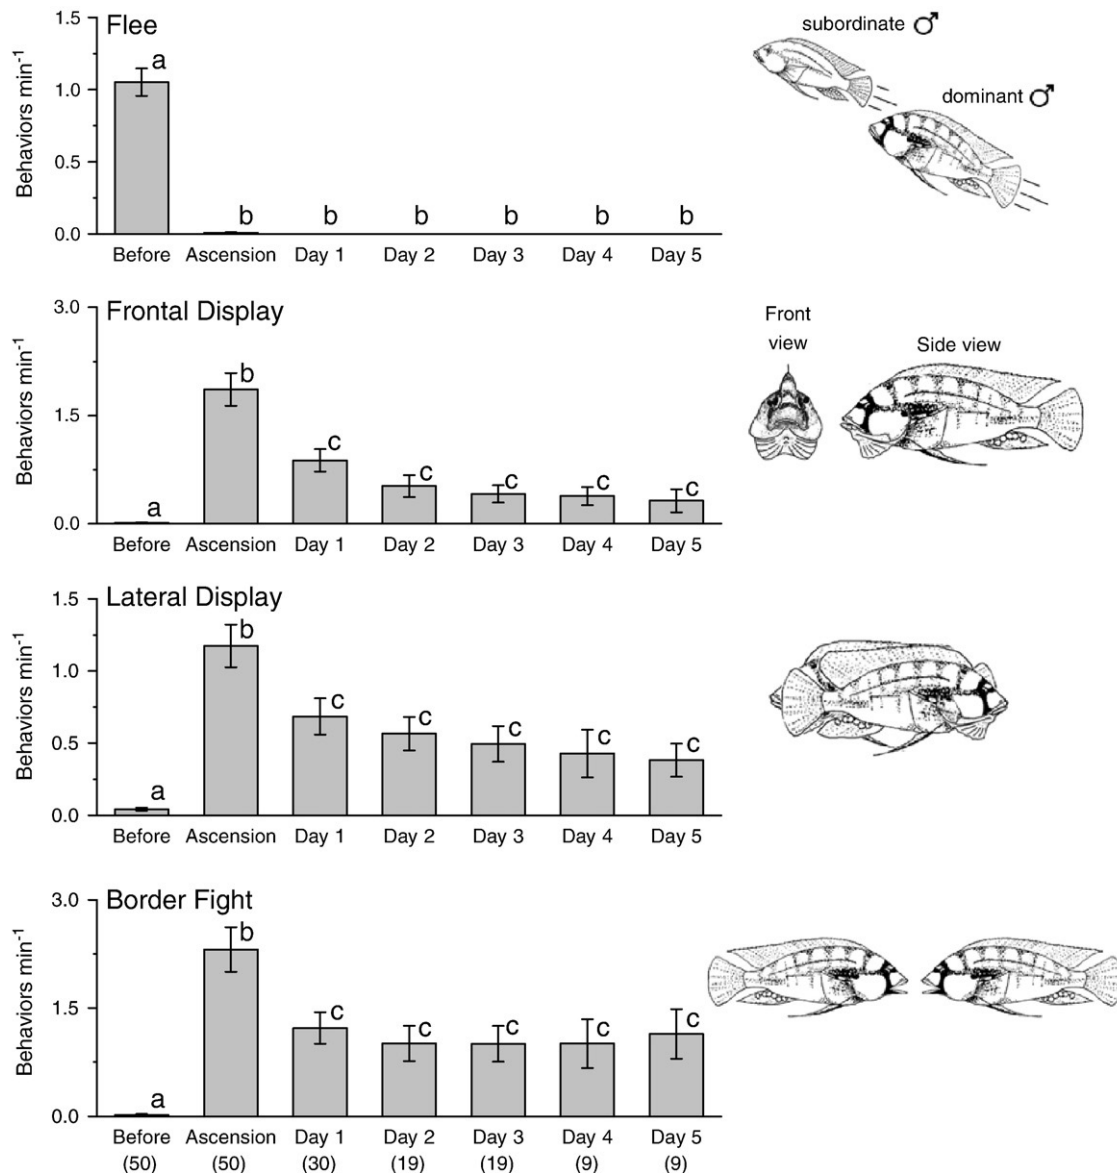 Flee
Behaviors min⁻¹
1.5
1.0
0.5
0.0
a b b b b b b
Before Ascension Day 1 Day 2 Day 3 Day 4 Day 5
subordinate ♂
dominant ♂
Frontal Display
Behaviors min⁻¹
3.0
1.5
0.0
a b c c c c c
Before Ascension Day 1 Day 2 Day 3 Day 4 Day 5
Front
view
Side view
Lateral Display
Behaviors min⁻¹
1.5
1.0
0.5
0.0
a b c c c c c
Before Ascension Day 1 Day 2 Day 3 Day 4 Day 5
Border Fight
Behaviors min⁻¹
3.0
1.5
0.0
a b c c c c c
Before Ascension Day 1 Day 2 Day 3 Day 4 Day 5
(50) (50) (30) (19) (19) (9) (9)